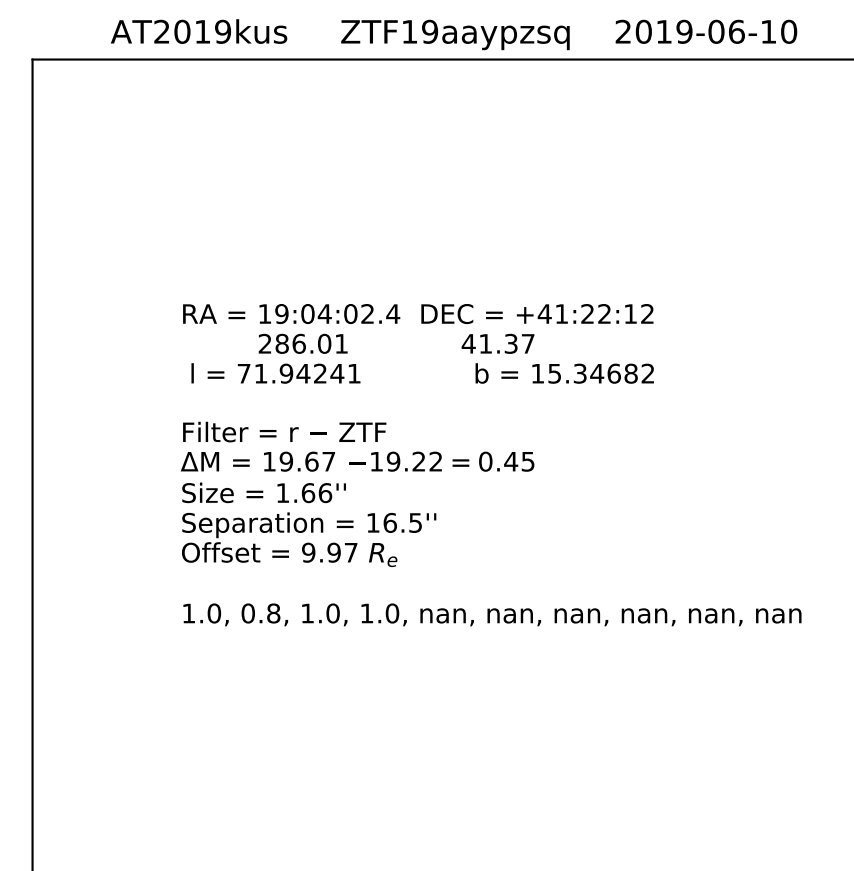 AT2019kus ZTF19aaypzsq 2019-06-10
RA = 19:04:02.4 DEC = +41:22:12
286.01 41.37
l = 71.94241 b = 15.34682
Filter = r − ZTF
ΔM = 19.67 −19.22 = 0.45
Size = 1.66''
Separation = 16.5''
Offset = 9.97 Re
1.0, 0.8, 1.0, 1.0, nan, nan, nan, nan, nan, nan